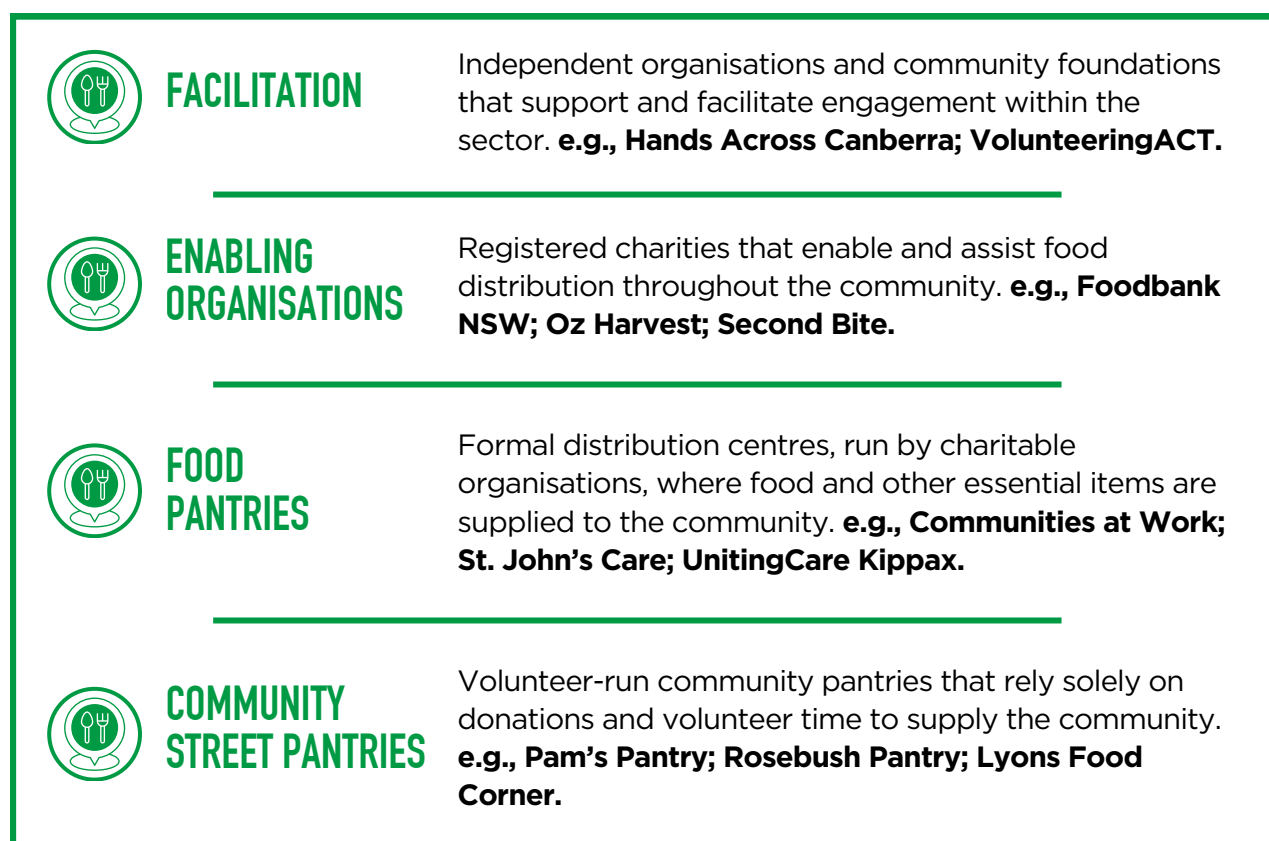 FACILITATION
Independent organisations and community foundations
that support and facilitate engagement within the
sector. e.g., Hands Across Canberra; VolunteeringACT.
ENABLING
ORGANISATIONS
Registered charities that enable and assist food
distribution throughout the community. e.g., Foodbank
NSW; Oz Harvest; Second Bite.
FOOD
PANTRIES
Formal distribution centres, run by charitable
organisations, where food and other essential items are
supplied to the community. e.g., Communities at Work;
St. John’s Care; UnitingCare Kippax.
COMMUNITY
STREET PANTRIES
Volunteer-run community pantries that rely solely on
donations and volunteer time to supply the community.
e.g., Pam’s Pantry; Rosebush Pantry; Lyons Food
Corner.